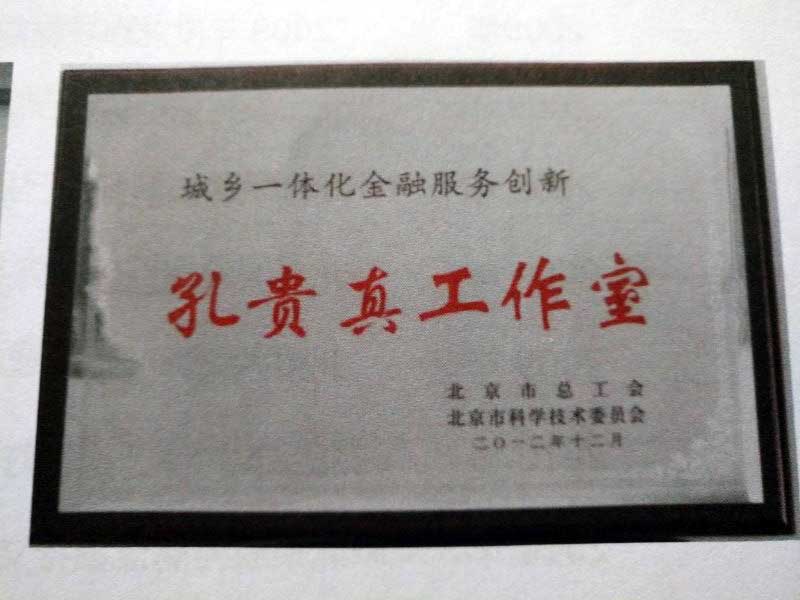 城乡一体化金融服务创新
孔贵真工作室
北京市总工会
北京市科学技术委员会
二〇一二年十二月